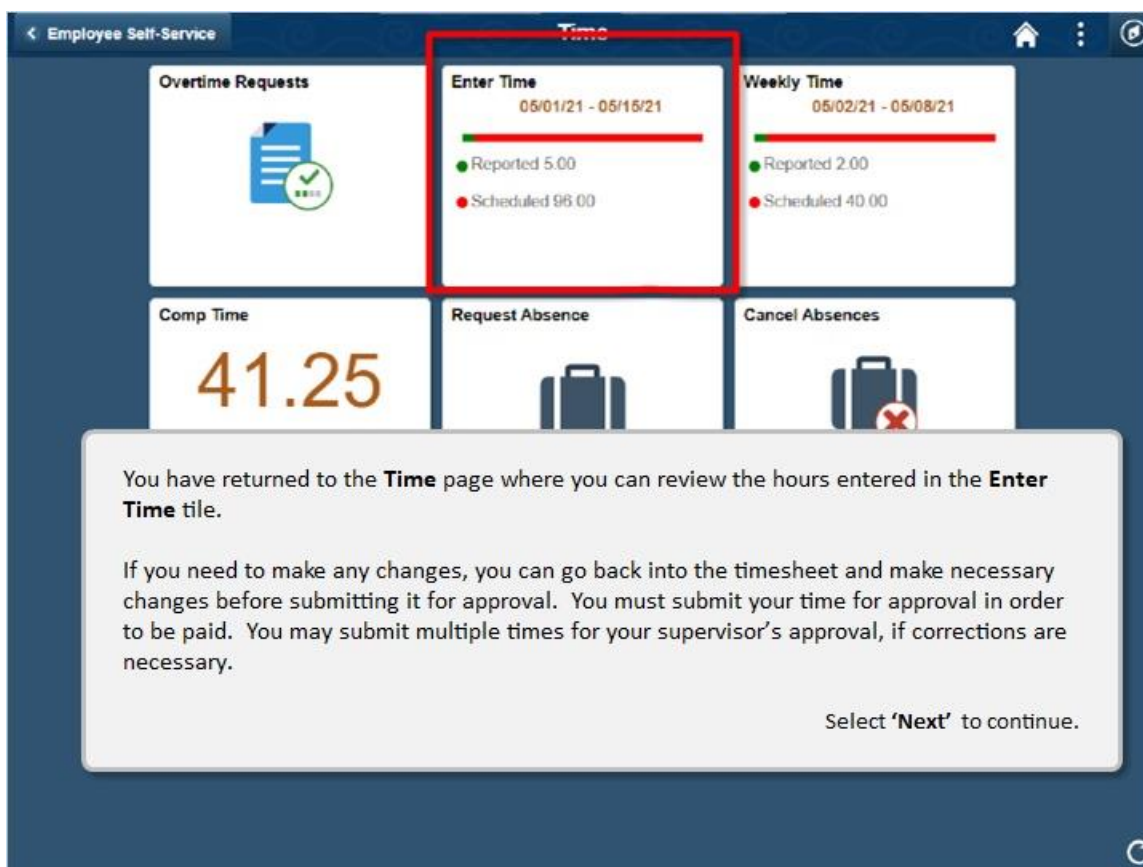 Employee Self-Service
Time
Overtime Requests
Enter Time
05/01/21 - 05/15/21
Reported 5.00
Scheduled 96.00
Weekly Time
05/02/21 - 05/08/21
Reported 2.00
Scheduled 40.00
Comp Time
41.25
Request Absence
Cancel Absences
You have returned to the Time page where you can review the hours entered in the Enter
Time tile.
If you need to make any changes, you can go back into the timesheet and make necessary
changes before submitting it for approval.  You must submit your time for approval in order
to be paid.  You may submit multiple times for your supervisor’s approval, if corrections are
necessary.
Select ‘Next’ to continue.